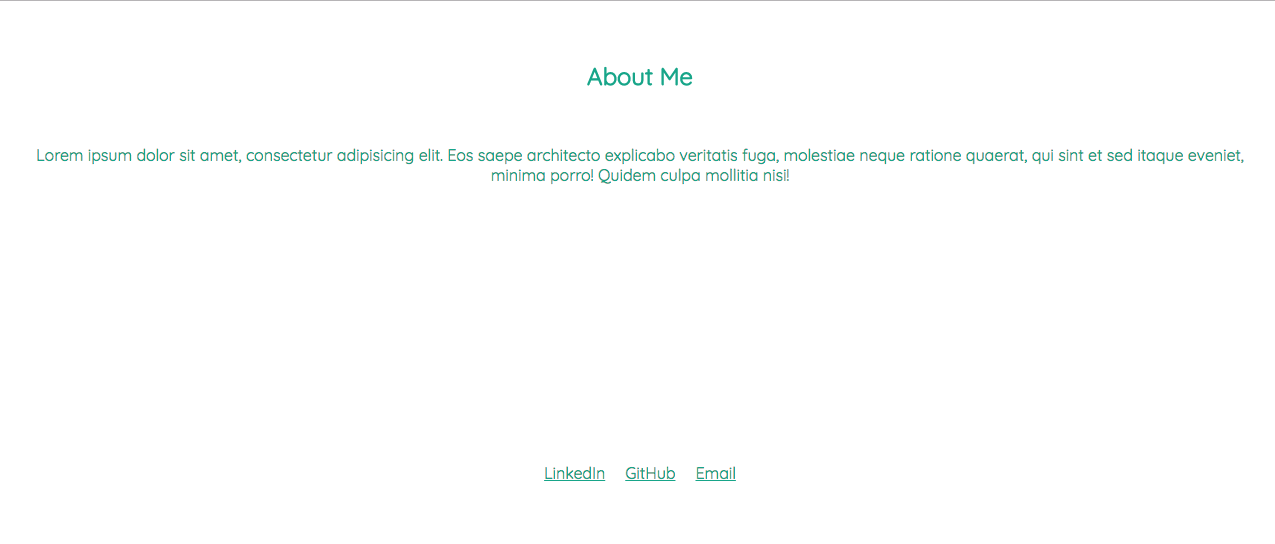 About Me
Lorem ipsum dolor sit amet, consectetur adipisicing elit. Eos saepe architecto explicabo veritatis fuga, molestiae neque ratione quaerat, qui sint et sed itaque eveniet,
minima porro! Quidem culpa mollitia nisi!
LinkedIn GitHub Email